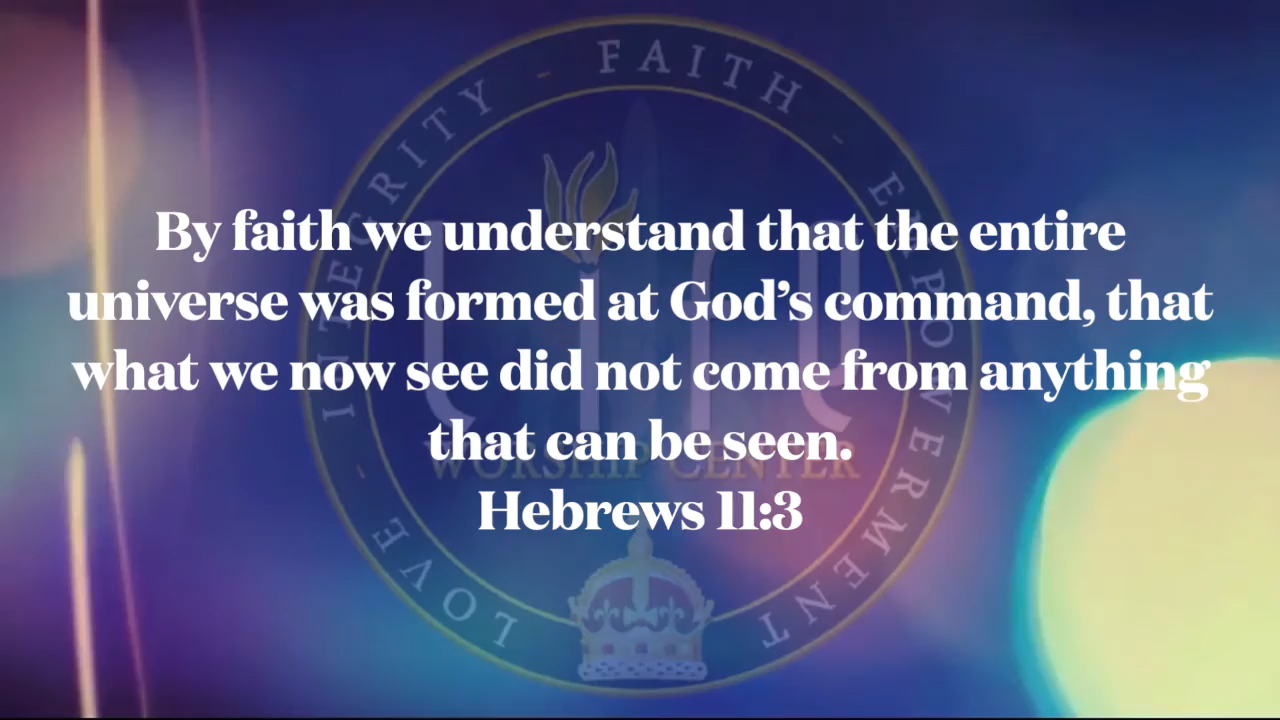 By faith we understand that the entire
universe was formed at God’s command, that
what we now see did not come from anything
that can be seen.
Hebrews 11:3
LOVE - INTEGRITY - FAITH - EMPOWERMENT
LIFE
WORSHIP CENTER